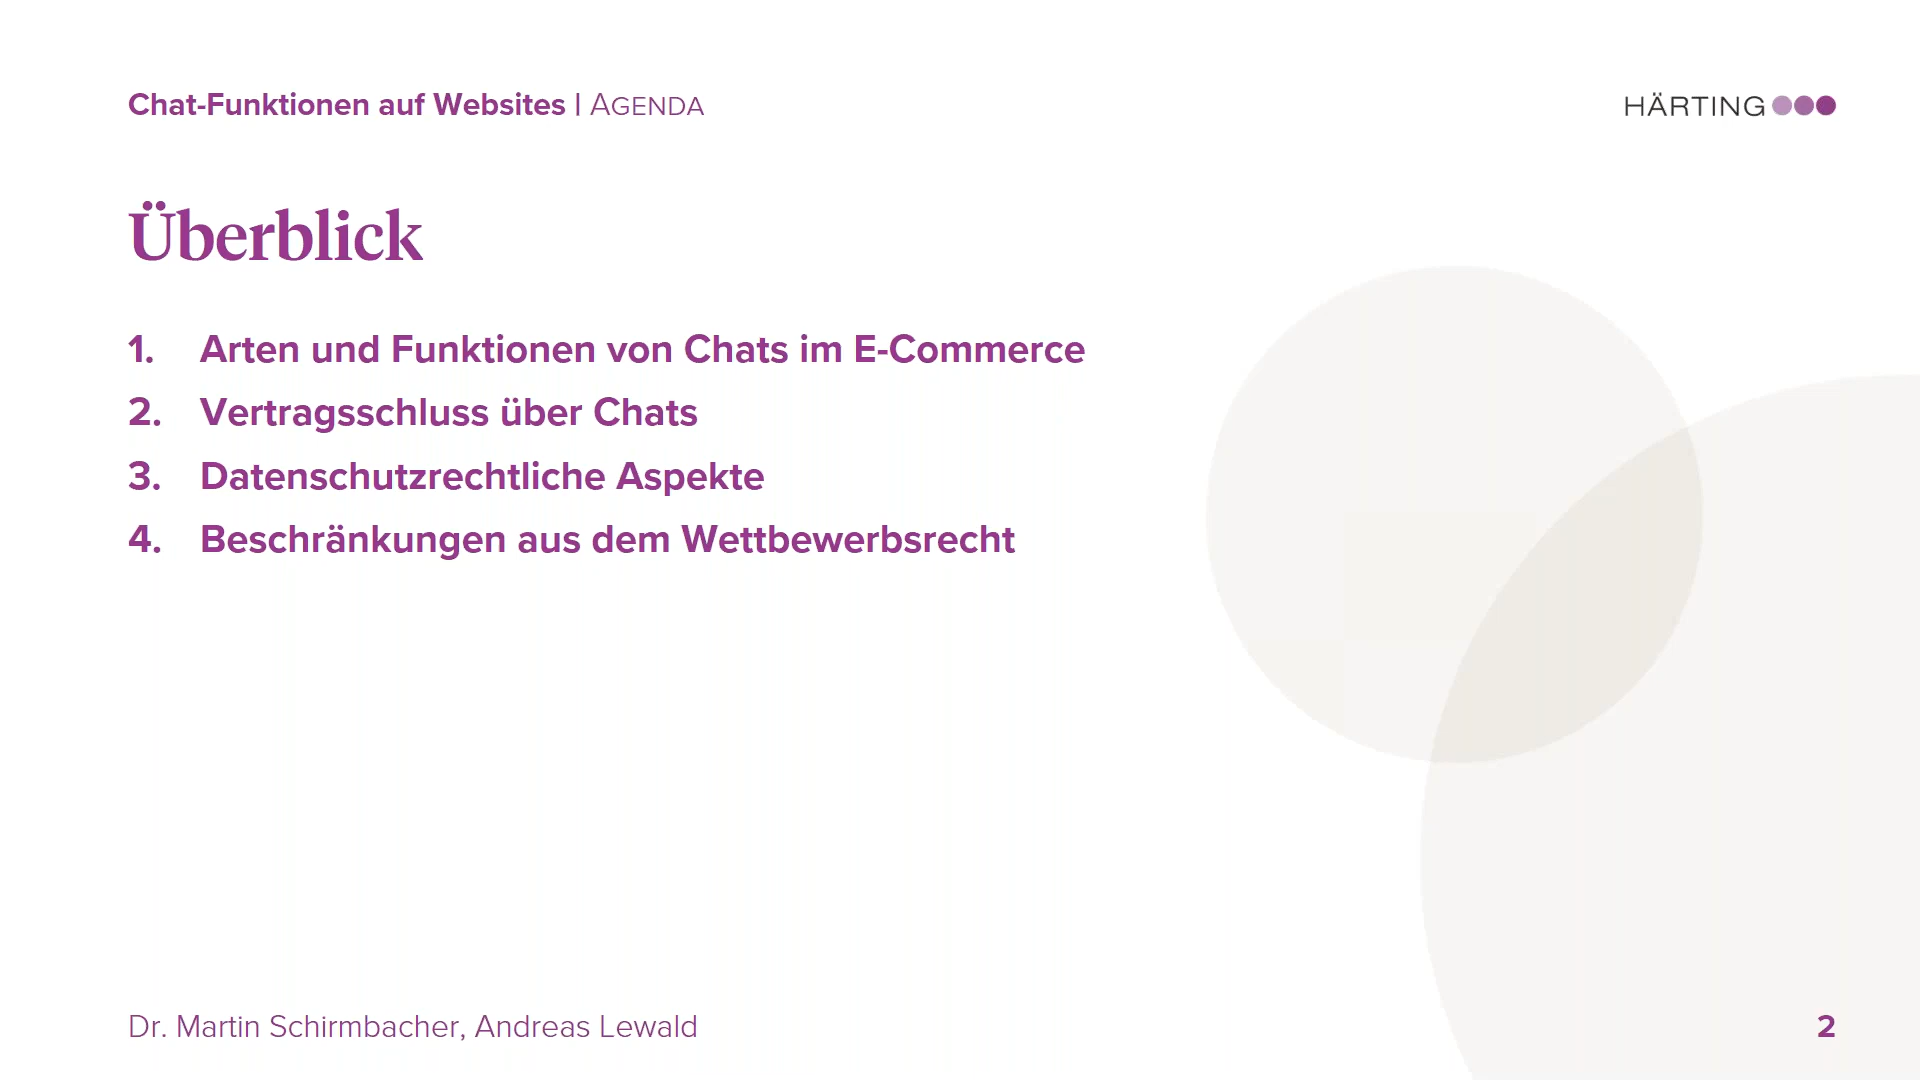 Chat-Funktionen auf Websites | AGENDA
HÄRTING
Überblick
1. Arten und Funktionen von Chats im E-Commerce
2. Vertragsschluss über Chats
3. Datenschutzrechtliche Aspekte
4. Beschränkungen aus dem Wettbewerbsrecht
Dr. Martin Schirmbacher, Andreas Lewald
2